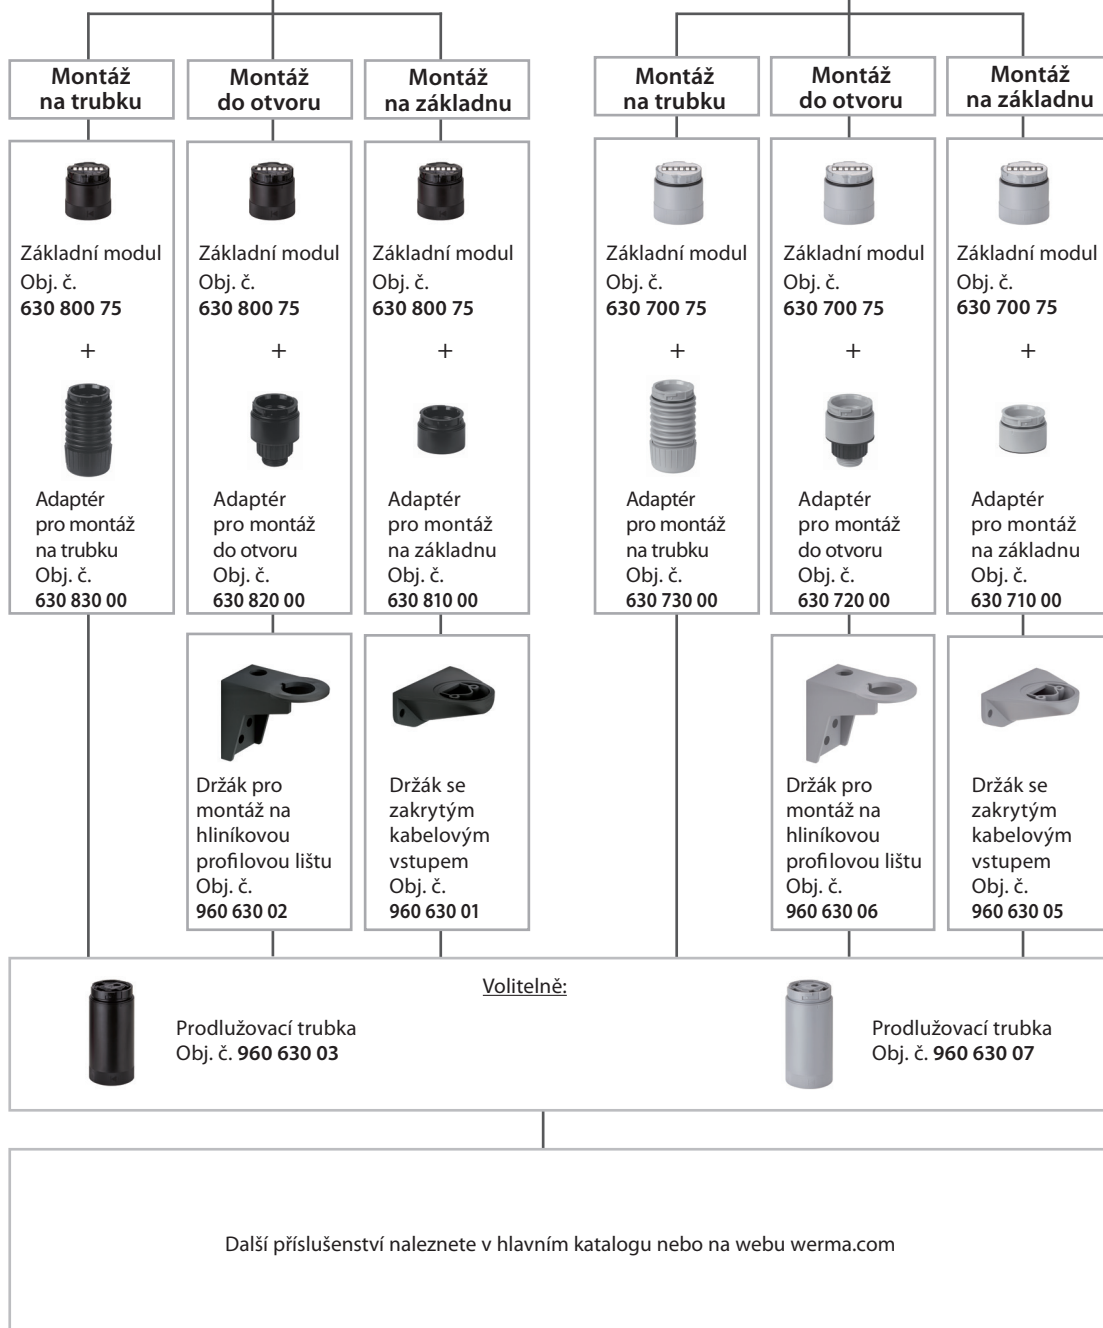 Montáž
na trubku
Montáž
do otvoru
Montáž
na základnu
Montáž
na trubku
Montáž
do otvoru
Montáž
na základnu
Základní modul
Obj. č.
630 800 75
+
Základní modul
Obj. č.
630 800 75
+
Základní modul
Obj. č.
630 800 75
+
Základní modul
Obj. č.
630 700 75
+
Základní modul
Obj. č.
630 700 75
+
Základní modul
Obj. č.
630 700 75
+
Adaptér
pro montáž
na trubku
Obj. č.
630 830 00
Adaptér
pro montáž
do otvoru
Obj. č.
630 820 00
Adaptér
pro montáž
na základnu
Obj. č.
630 810 00
Adaptér
pro montáž
na trubku
Obj. č.
630 730 00
Adaptér
pro montáž
do otvoru
Obj. č.
630 720 00
Adaptér
pro montáž
na základnu
Obj. č.
630 710 00
Držák pro
montáž na
hliníkovou
profilovou lištu
Obj. č.
960 630 02
Držák se
zakrytým
kabelovým
vstupem
Obj. č.
960 630 01
Držák pro
montáž na
hliníkovou
profilovou lištu
Obj. č.
960 630 06
Držák se
zakrytým
kabelovým
vstupem
Obj. č.
960 630 05
Volitelně:
Prodlužovací trubka
Obj. č. 960 630 03
Prodlužovací trubka
Obj. č. 960 630 07
Další příslušenství naleznete v hlavním katalogu nebo na webu werma.com